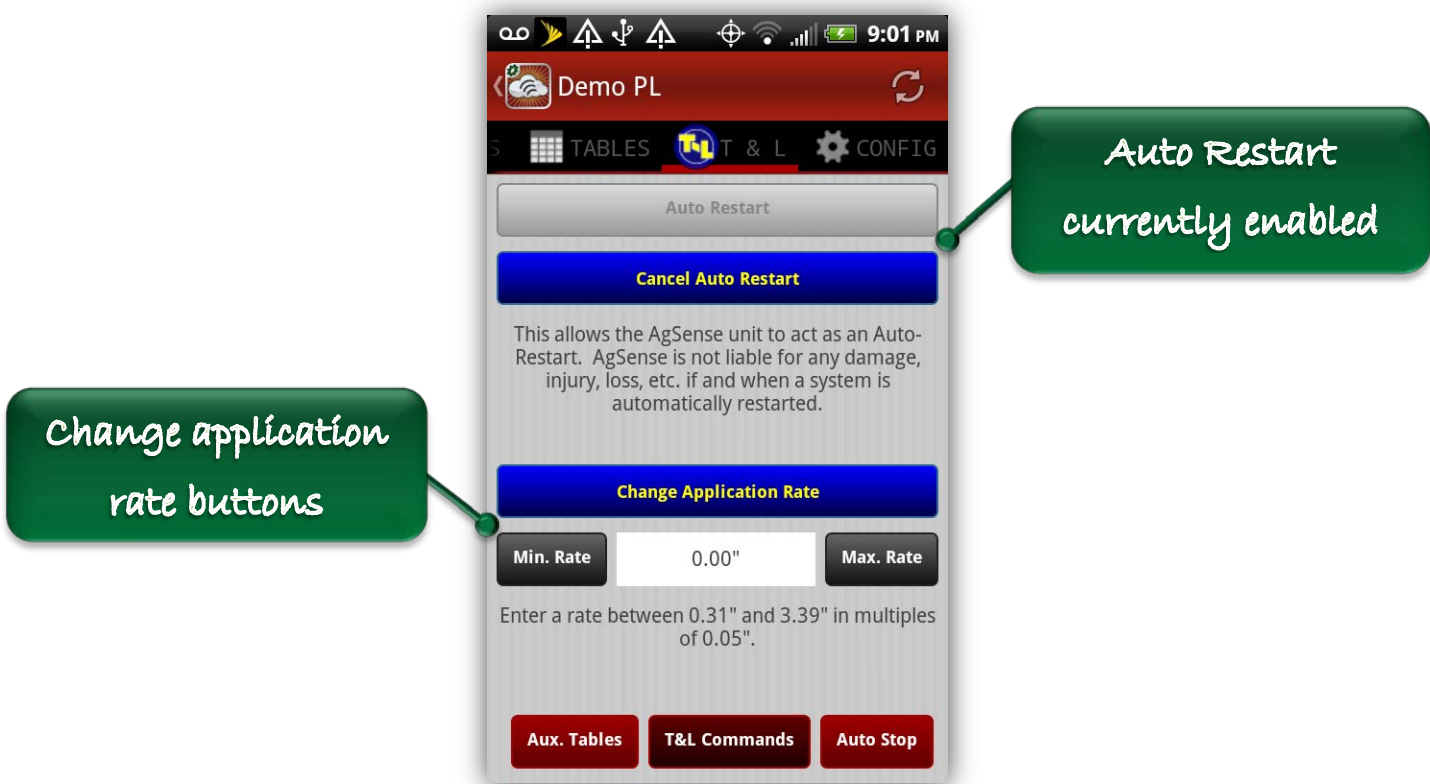 9:01 PM
Demo PL
S TABLES T&L T & L CONFIG
Auto Restart
Cancel Auto Restart
This allows the AgSense unit to act as an Auto-
Restart. AgSense is not liable for any damage,
injury, loss, etc. if and when a system is
automatically restarted.
Change Application Rate
Min. Rate 0.00" Max. Rate
Enter a rate between 0.31" and 3.39" in multiples
of 0.05".
Aux. Tables T&L Commands Auto Stop
Auto Restart
currently enabled
Change application
rate buttons